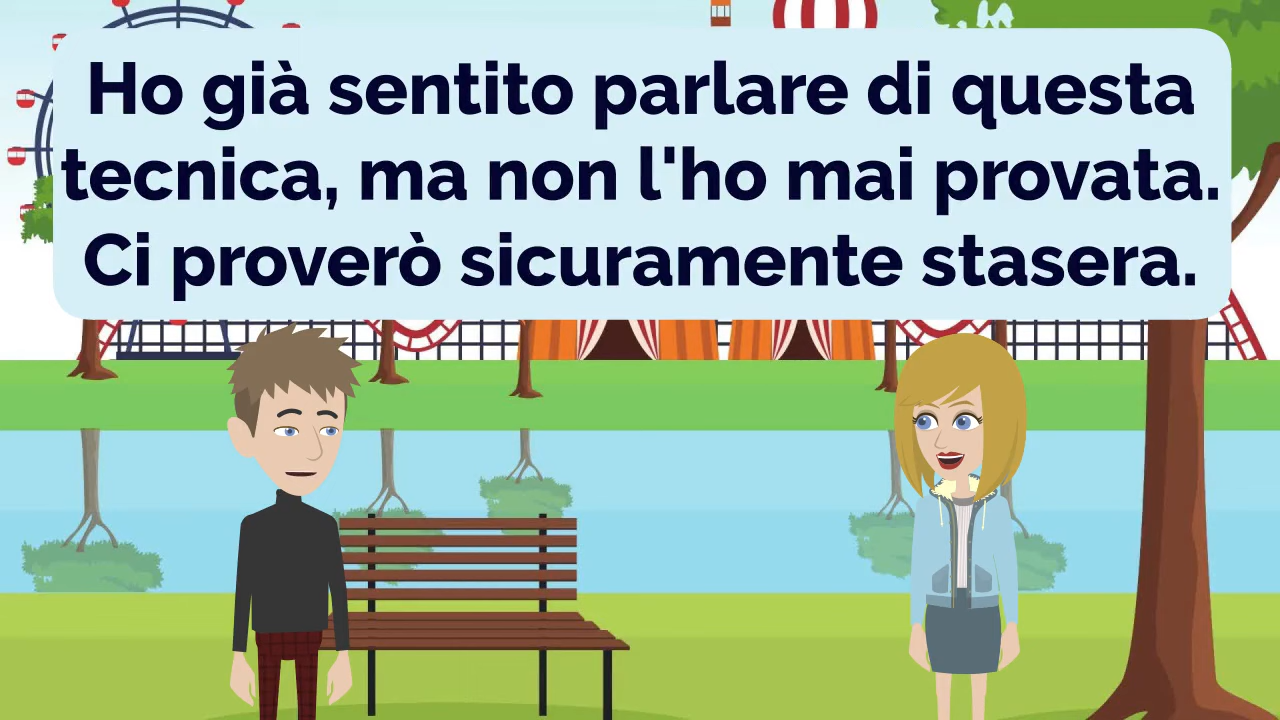 Ho già sentito parlare di questa
tecnica, ma non l'ho mai provata.
Ci proverò sicuramente stasera.